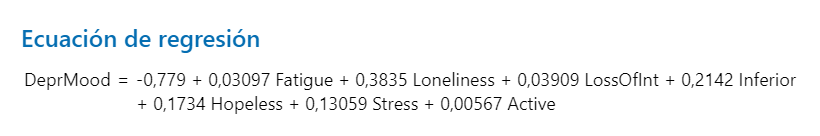 Ecuación de regresión
DeprMood = -0,779 + 0,03097 Fatigue + 0,3835 Loneliness + 0,03909 LossOfInt + 0,2142 Inferior
+ 0,1734 Hopeless + 0,13059 Stress + 0,00567 Active